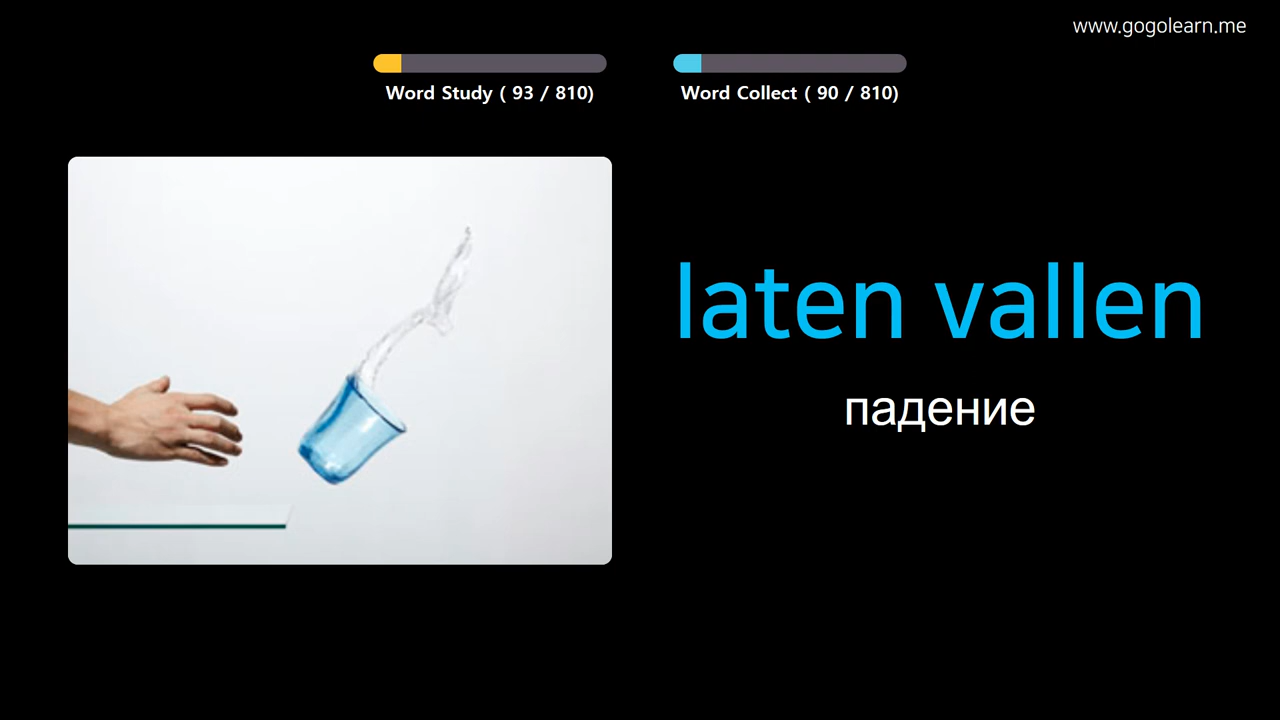 www.gogolearn.me
Word Study ( 93 / 810)
Word Collect ( 90 / 810)
laten vallen
падение